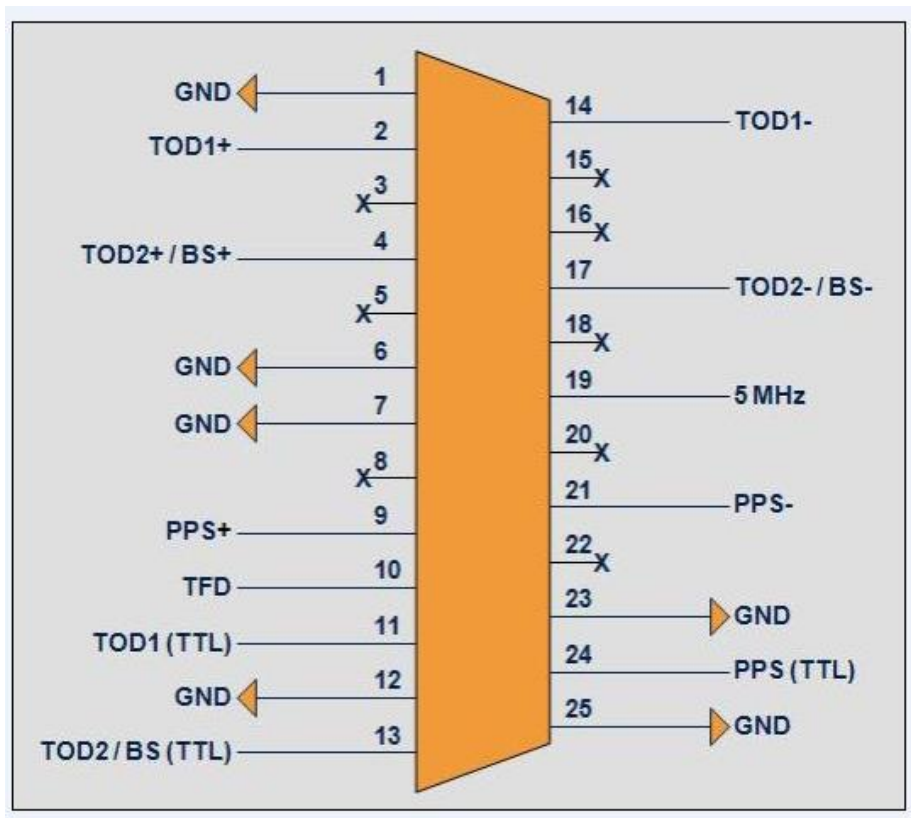 1 GND
2 TOD1+
3 X
4 TOD2+ / BS+
5 X
6 GND
7 GND
8 X
9 PPS+
10 TFD
11 TOD1 (TTL)
12 GND
13 TOD2 / BS (TTL)
14 TOD1-
15 X
16 X
17 TOD2- / BS-
18 X
19 5 MHz
20 X
21 PPS-
22 X
23 GND
24 PPS (TTL)
25 GND